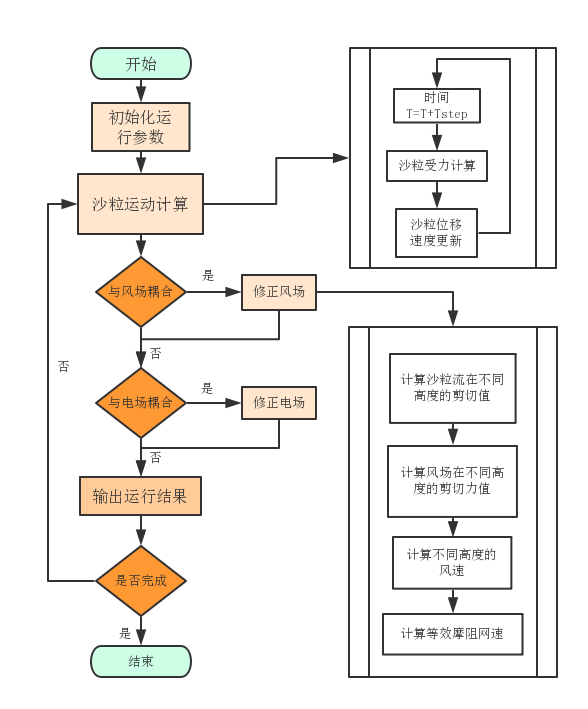 开始
初始化运
行参数
沙粒运动计算
与风场耦合
是
修正风场
否
与电场耦合
是
修正电场
否
输出运行结果
是否完成
否
是
结束
时间
T=T+Tstep
沙粒受力计算
沙粒位移
速度更新
计算沙粒流在不同
高度的剪切值
计算风场在不同高
度的剪切力值
计算不同高度的
风速
计算等效摩阻网速